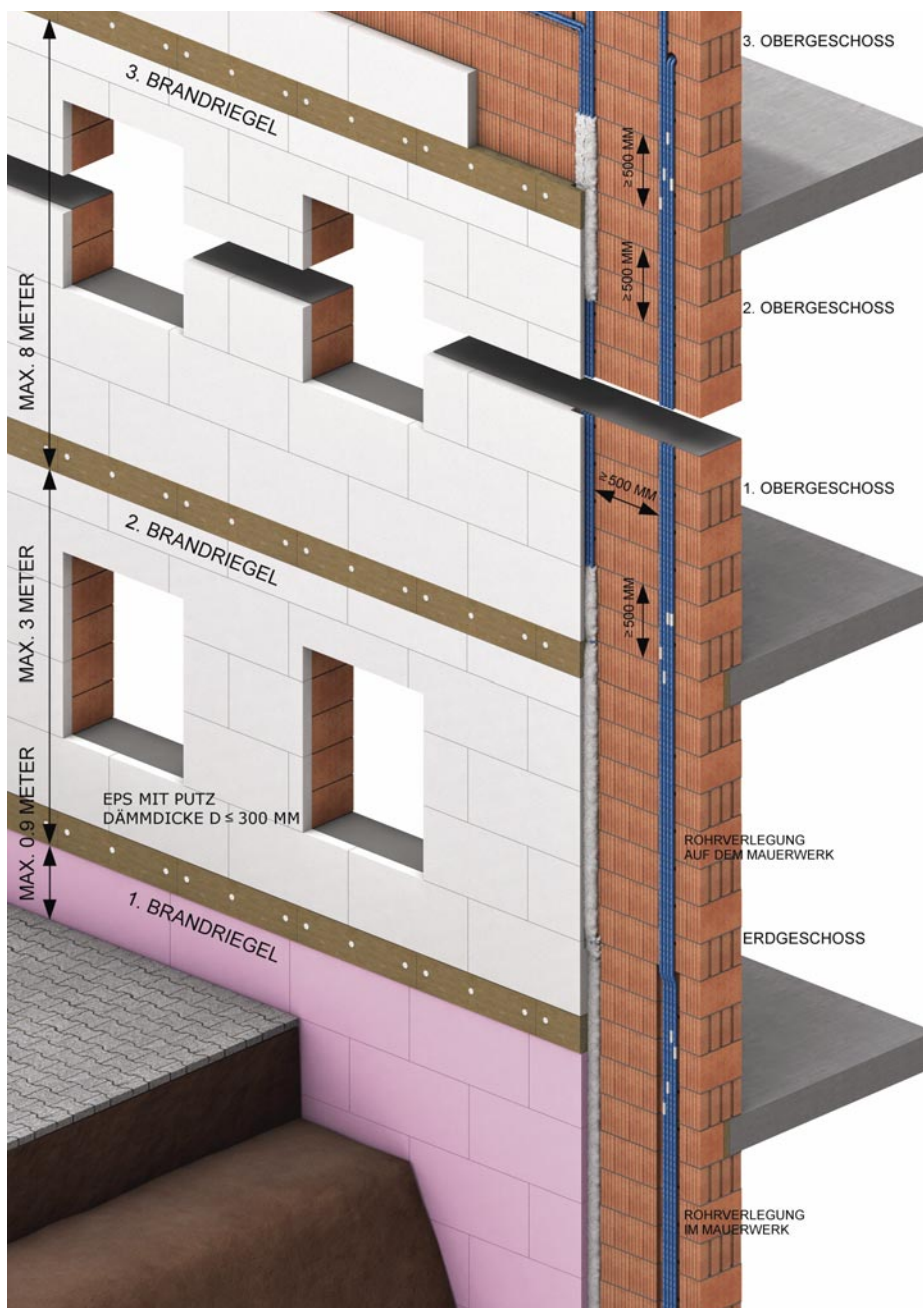 3. OBERGESCHOSS
3. BRANDRIEGEL
≥500 MM
≥500 MM
2. OBERGESCHOSS
MAX. 8 METER
≥500 MM
1. OBERGESCHOSS
2. BRANDRIEGEL
≥500 MM
MAX. 3 METER
EPS MIT PUTZ
DÄMMDICKE D ≤ 300 MM
MAX. 0.9 METER
ROHRVERLEGUNG
AUF DEM MAUERWERK
1. BRANDRIEGEL
ERDGESCHOSS
ROHRVERLEGUNG
IM MAUERWERK